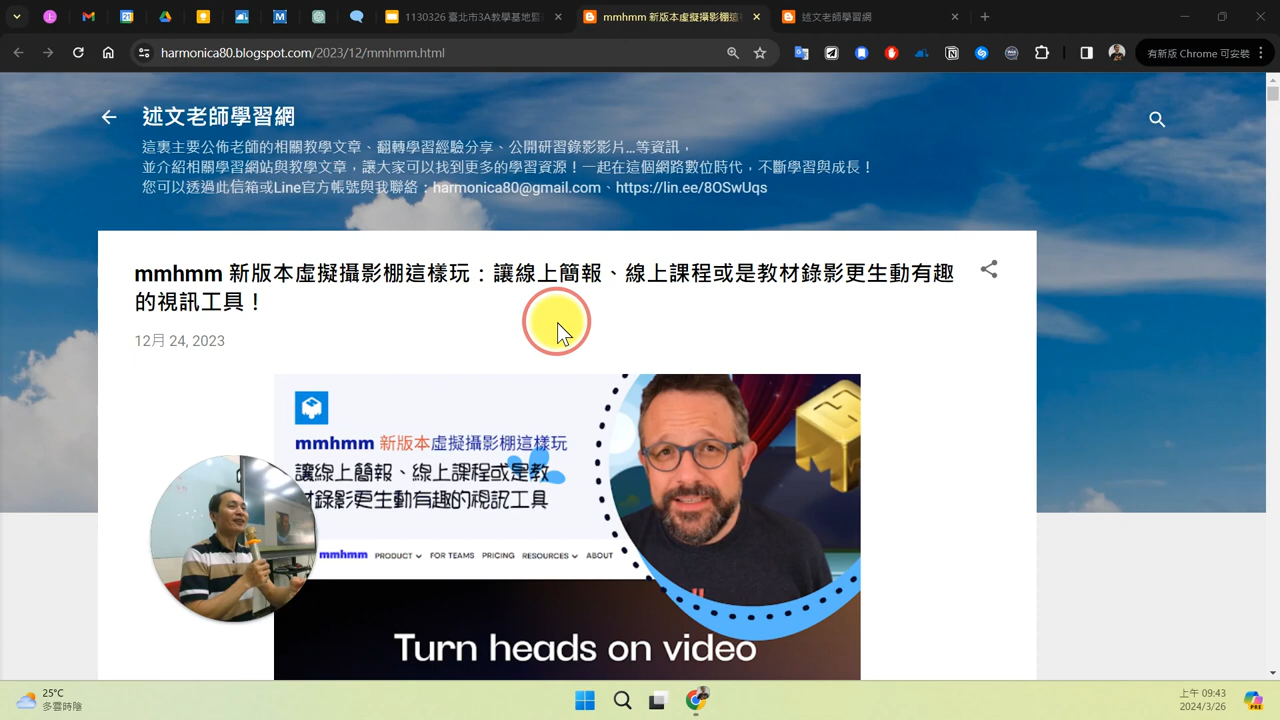 1130326 臺北市3A教學基地暨
mmhmm 新版本虛擬攝影棚這
述文老師學習網
harmonica80.blogspot.com/2023/12/mmhmm.html
有新版 Chrome 可安裝
述文老師學習網
這裏主要公佈老師的相關教學文章、翻轉學習經驗分享、公開研習錄影影片...等資訊，
並介紹相關學習網站與教學文章，讓大家可以找到更多的學習資源！一起在這個網路數位時代，不斷學習與成長！
您可以透過此信箱或Line官方帳號與我聯絡：harmonica80@gmail.com、https://lin.ee/8OSwUqs
mmhmm 新版本虛擬攝影棚這樣玩：讓線上簡報、線上課程或是教材錄影更生動有趣
的視訊工具！
12月 24, 2023
mmhmm 新版本虛擬攝影棚這樣玩
讓線上簡報、線上課程或是教
材錄影更生動有趣的視訊工具
mmhmm PRODUCT FOR TEAMS PRICING RESOURCES ABOUT
Turn heads on video
25°C
多雲時陰
上午 09:43
2024/3/26
PRE